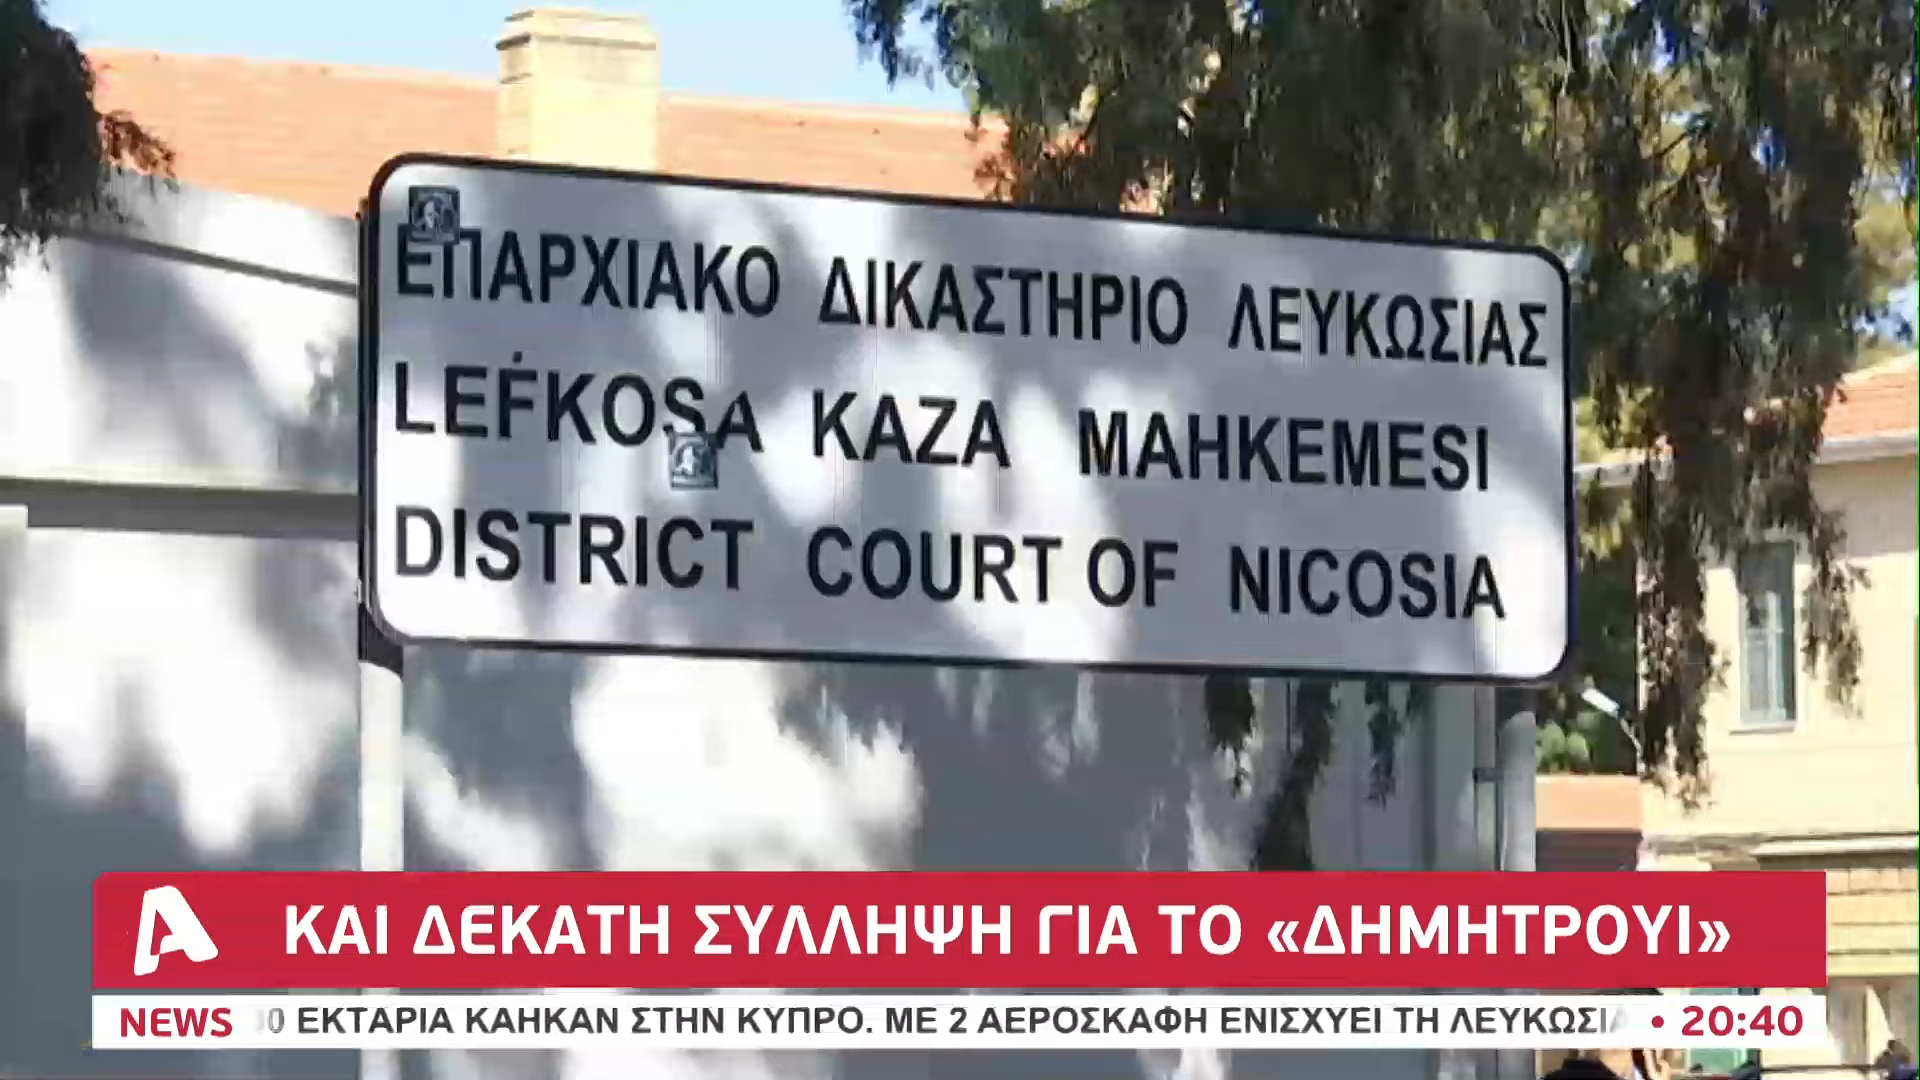 ΕΠΑΡΧΙΑΚΟ ΔΙΚΑΣΤΗΡΙΟ ΛΕΥΚΩΣΙΑΣ
LEFKOSA KAZA MAHKEMESI
DISTRICT COURT OF NICOSIA
ΚΑΙ ΔΕΚΑΤΗ ΣΥΛΛΗΨΗ ΓΙΑ ΤΟ «ΔΗΜΗΤΡΟΥΙ»
NEWS ΕΚΤΑΡΙΑ ΚΑΗΚΑΝ ΣΤΗΝ ΚΥΠΡΟ. ΜΕ 2 ΑΕΡΟΣΚΑΦΗ ΕΝΙΣΧΥΕΙ ΤΗ ΛΕΥΚΩΣΙΑ • 20:40